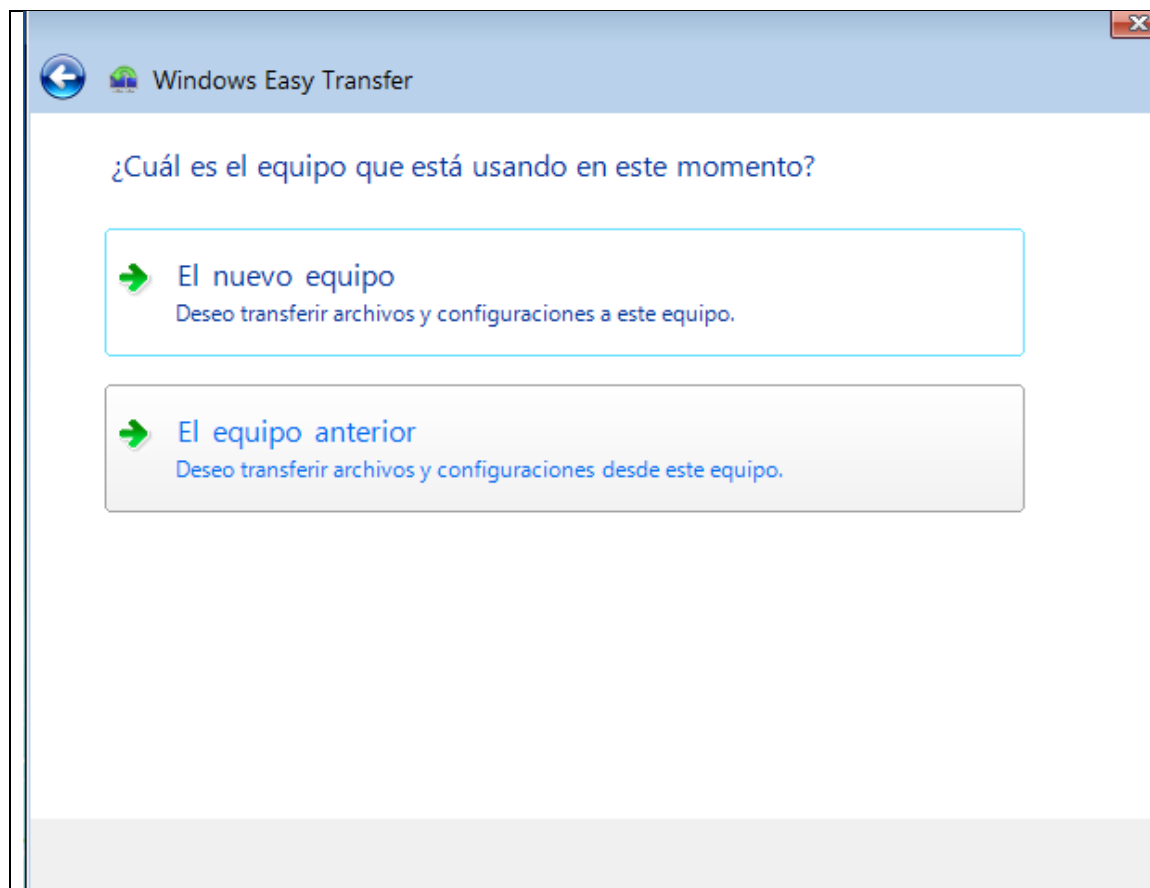 Windows Easy Transfer
¿Cuál es el equipo que está usando en este momento?
El nuevo equipo
Deseo transferir archivos y configuraciones a este equipo.
El equipo anterior
Deseo transferir archivos y configuraciones desde este equipo.